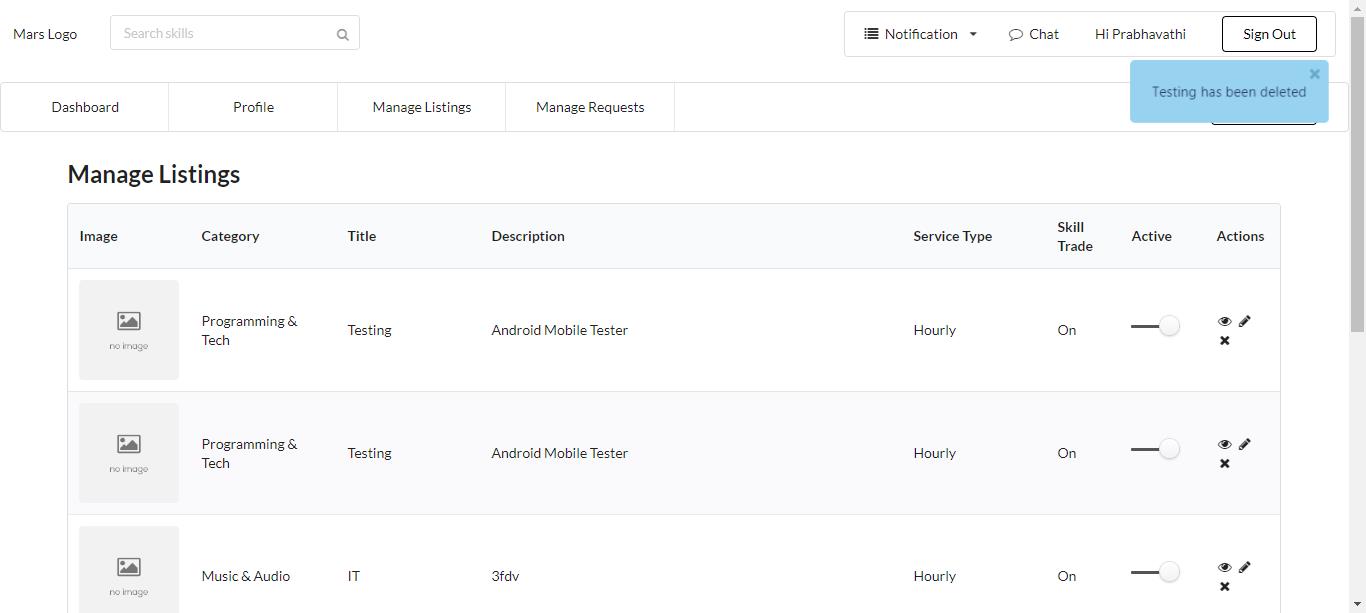 Mars Logo
Search skills
Notification
Chat
Hi Prabhavathi
Sign Out
Testing has been deleted
Dashboard
Profile
Manage Listings
Manage Requests
Manage Listings
Image
Category
Title
Description
Service Type
Skill
Trade
Active
Actions
no image
Programming &
Tech
Testing
Android Mobile Tester
Hourly
On
no image
Programming &
Tech
Testing
Android Mobile Tester
Hourly
On
no image
Music & Audio
IT
3fdv
Hourly
On